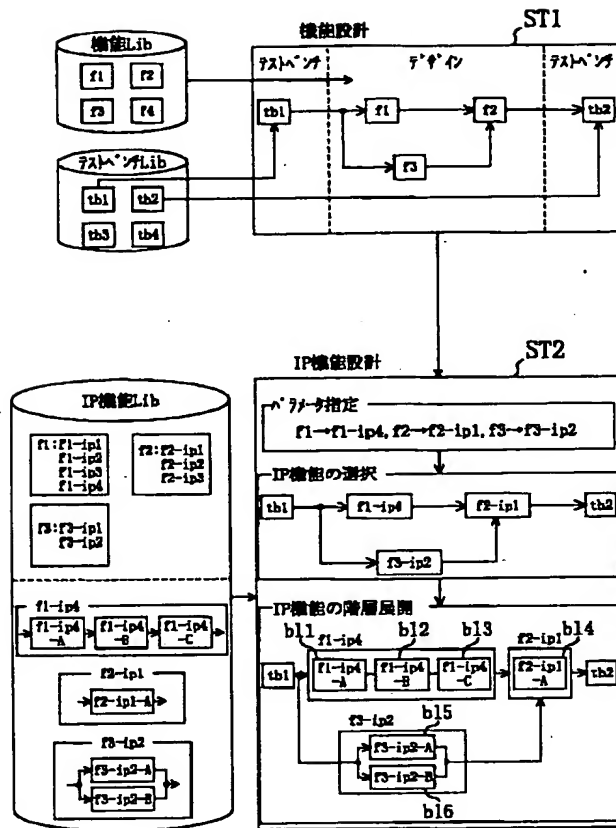 機能Lib
f1 f2
f3 f4
テストベンチLib
tb1 tb2
tb3 tb4
ST1
機能設計
テストベンチ デザイン テストベンチ
tb1 f1 f2 tb2
f3
IP機能Lib
f1:f1-ip1
f1-ip2
f1-ip3
f1-ip4
f2:f2-ip1
f2-ip2
f2-ip3
f3:f3-ip1
f3-ip2
f1-ip4
f1-ip4-A f1-ip4-B f1-ip4-C
f2-ip1
f2-ip1-A
f3-ip2
f3-ip2-A
f3-ip2-B
ST2
IP機能設計
パラメータ指定
f1→f1-ip4, f2→f2-ip1, f3→f3-ip2
IP機能の選択
tb1 f1-ip4 f2-ip1 tb2
f3-ip2
IP機能の階層展開
b11 f1-ip4 b12 b13 f2-ip1 b14
tb1 f1-ip4-A f1-ip4-B f1-ip4-C f2-ip1-A tb2
f3-ip2 b15
f3-ip2-A
f3-ip2-B
b16